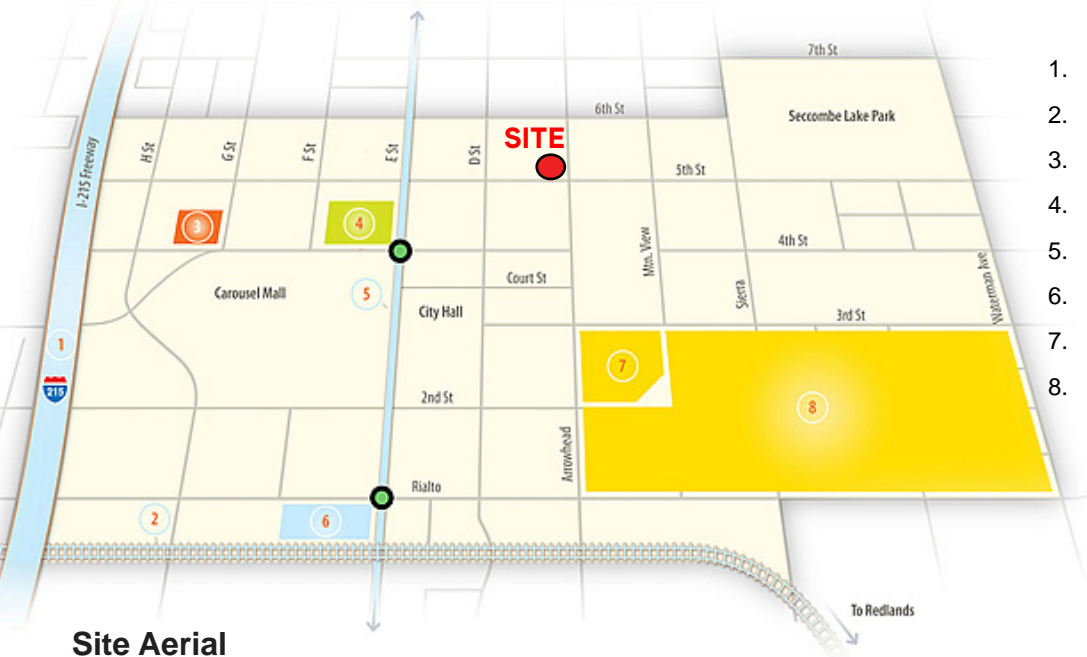 7th St
6th St
Seccombe Lake Park
SITE
I-215 Freeway
H St
G St
F St
E St
D St
5th St
3
4
4th St
Mtn. View
Court St
Carousel Mall
5
City Hall
Sierra
Waterman Ave
3rd St
1
215
7
2nd St
8
Arrowhead
Rialto
2
6
To Redlands
Site Aerial
1.
2.
3.
4.
5.
6.
7.
8.